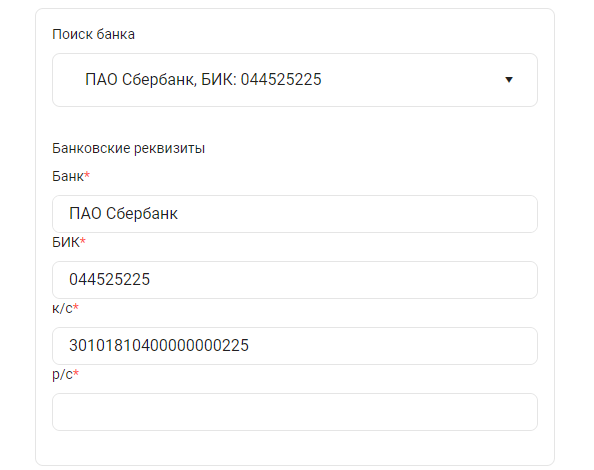 Поиск банка
ПАО Сбербанк, БИК: 044525225
Банковские реквизиты
Банк*
ПАО Сбербанк
БИК*
044525225
к/с*
30101810400000000225
р/с*